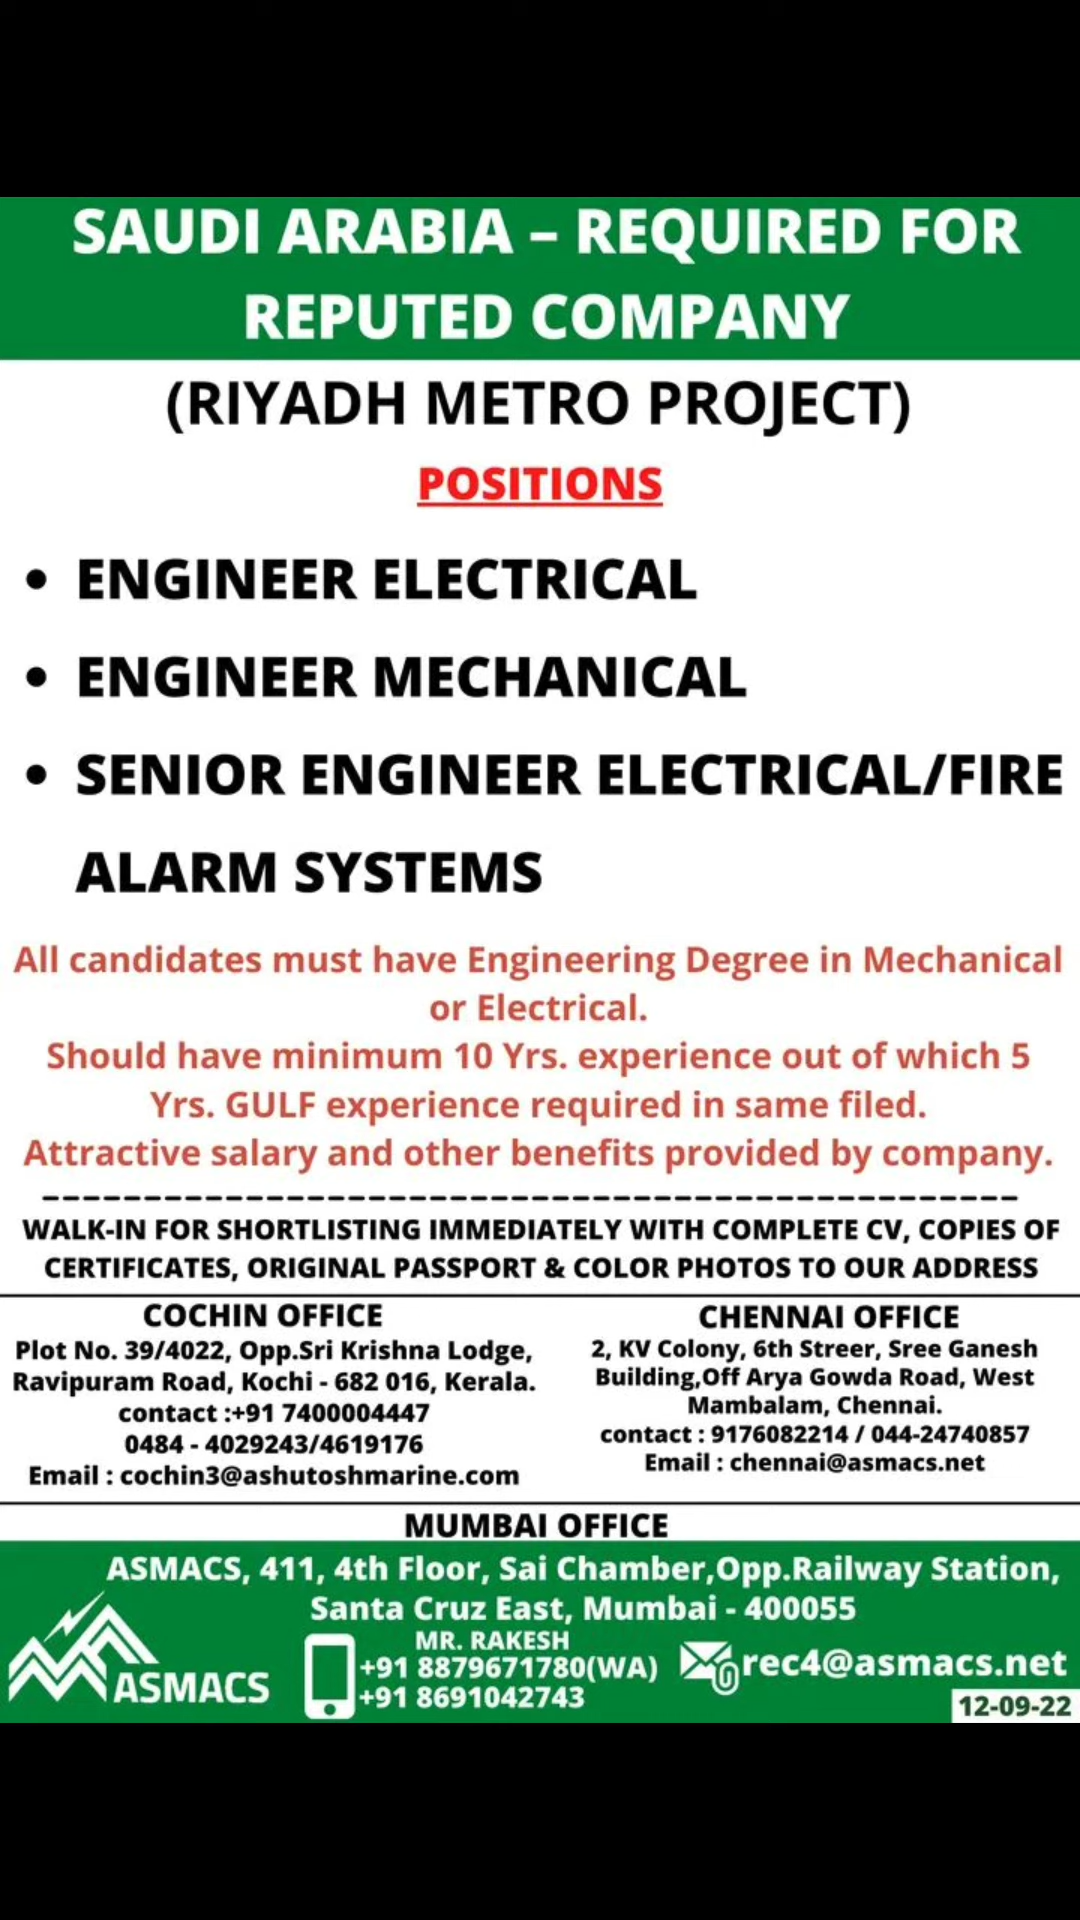 SAUDI ARABIA – REQUIRED FOR
REPUTED COMPANY
(RIYADH METRO PROJECT)
POSITIONS
• ENGINEER ELECTRICAL
• ENGINEER MECHANICAL
• SENIOR ENGINEER ELECTRICAL/FIRE
ALARM SYSTEMS
All candidates must have Engineering Degree in Mechanical
or Electrical.
Should have minimum 10 Yrs. experience out of which 5
Yrs. GULF experience required in same filed.
Attractive salary and other benefits provided by company.
WALK-IN FOR SHORTLISTING IMMEDIATELY WITH COMPLETE CV, COPIES OF
CERTIFICATES, ORIGINAL PASSPORT & COLOR PHOTOS TO OUR ADDRESS
COCHIN OFFICE
Plot No. 39/4022, Opp.Sri Krishna Lodge,
Ravipuram Road, Kochi - 682 016, Kerala.
contact :+91 7400004447
0484 - 4029243/4619176
Email : cochin3@ashutoshmarine.com
CHENNAI OFFICE
2, KV Colony, 6th Streer, Sree Ganesh
Building,Off Arya Gowda Road, West
Mambalam, Chennai.
contact : 9176082214 / 044-24740857
Email : chennai@asmacs.net
MUMBAI OFFICE
ASMACS, 411, 4th Floor, Sai Chamber,Opp.Railway Station,
Santa Cruz East, Mumbai - 400055
ASMACS
MR. RAKESH
+91 8879671780(WA)
+91 8691042743
rec4@asmacs.net
12-09-22